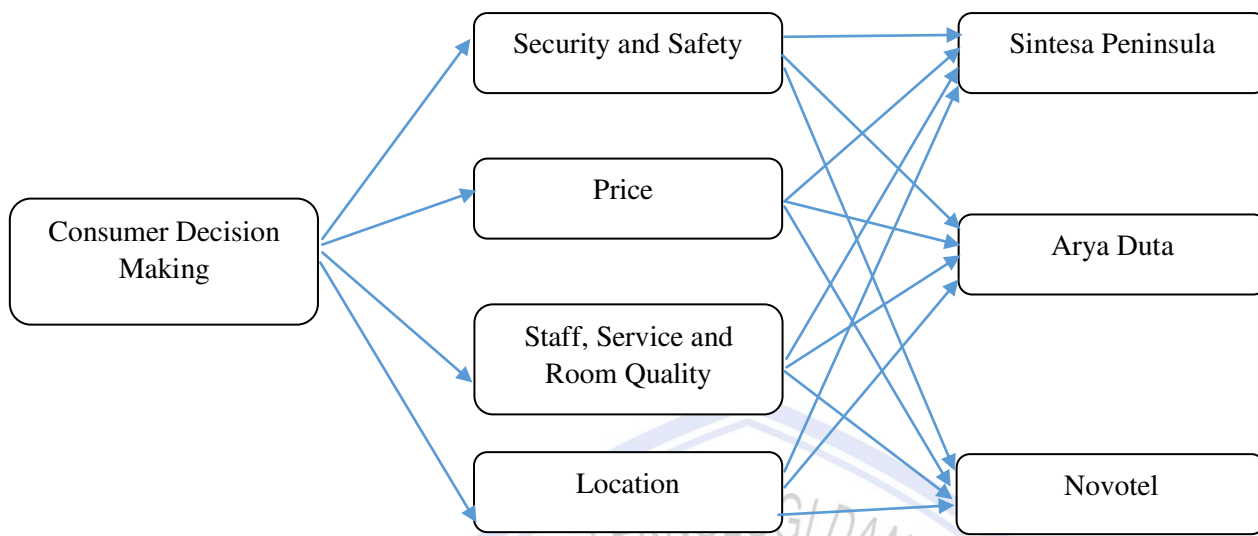 Security and Safety
Sintesa Peninsula
Price
Consumer Decision
Making
Arya Duta
Staff, Service and
Room Quality
Location
Novotel